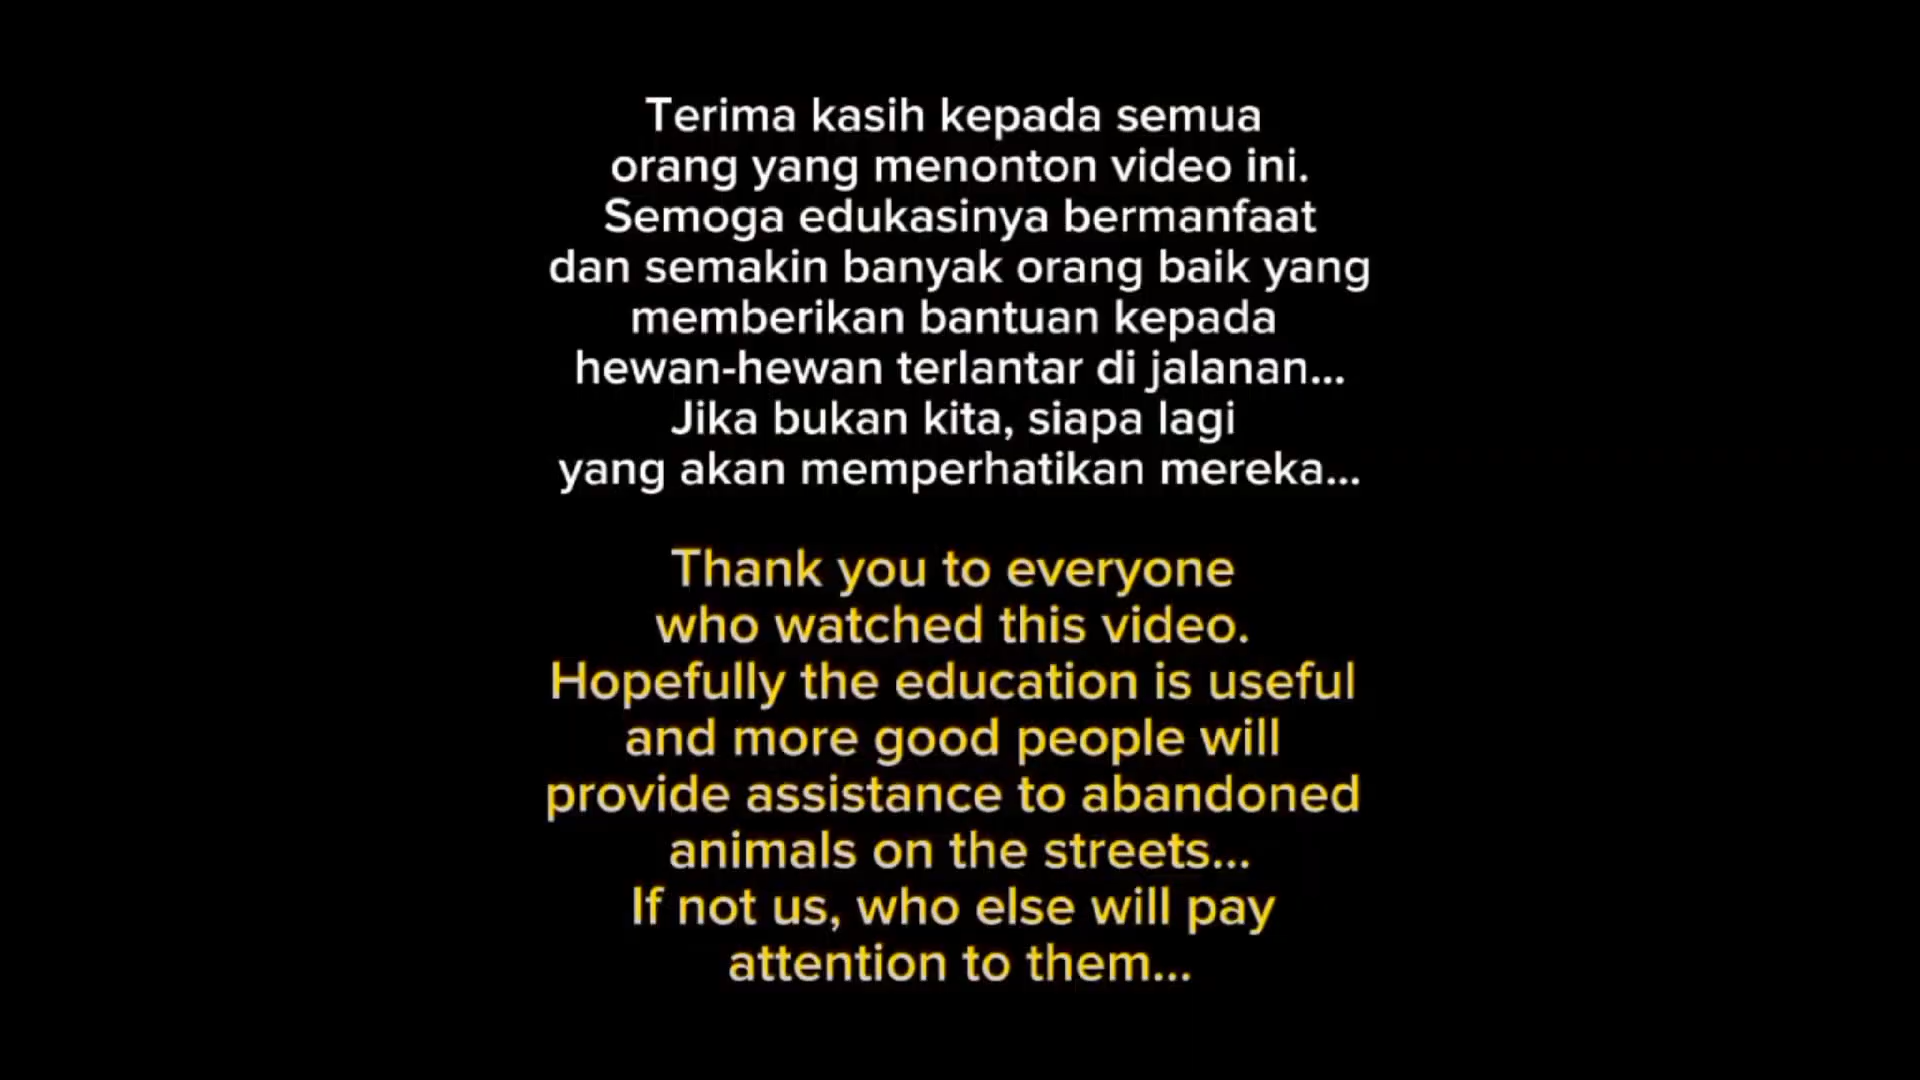 Terima kasih kepada semua
orang yang menonton video ini.
Semoga edukasinya bermanfaat
dan semakin banyak orang baik yang
memberikan bantuan kepada
hewan-hewan terlantar di jalanan...
Jika bukan kita, siapa lagi
yang akan memperhatikan mereka...
Thank you to everyone
who watched this video.
Hopefully the education is useful
and more good people will
provide assistance to abandoned
animals on the streets...
If not us, who else will pay
attention to them...